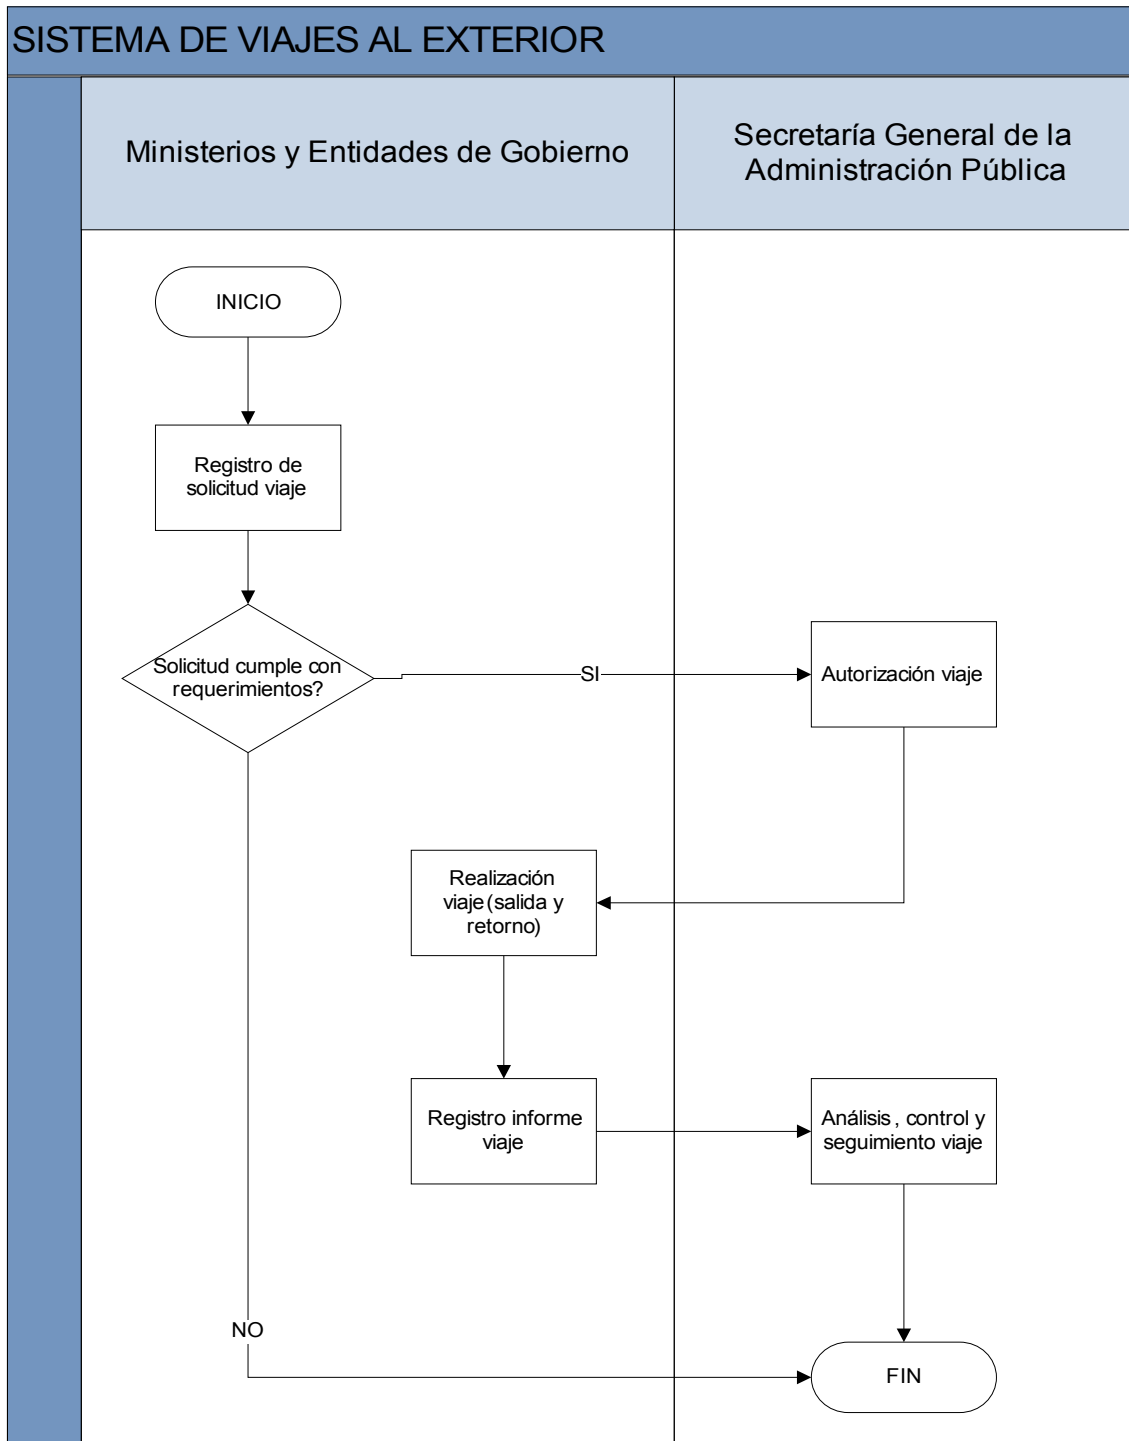 SISTEMA DE VIAJES AL EXTERIOR
Ministerios y Entidades de Gobierno
Secretaría General de la
Administración Pública
INICIO
Registro de
solicitud viaje
Solicitud cumple con
requerimientos?
SI
Autorización viaje
Realización
viaje (salida y
retorno)
Registro informe
viaje
Análisis , control y
seguimiento viaje
NO
FIN